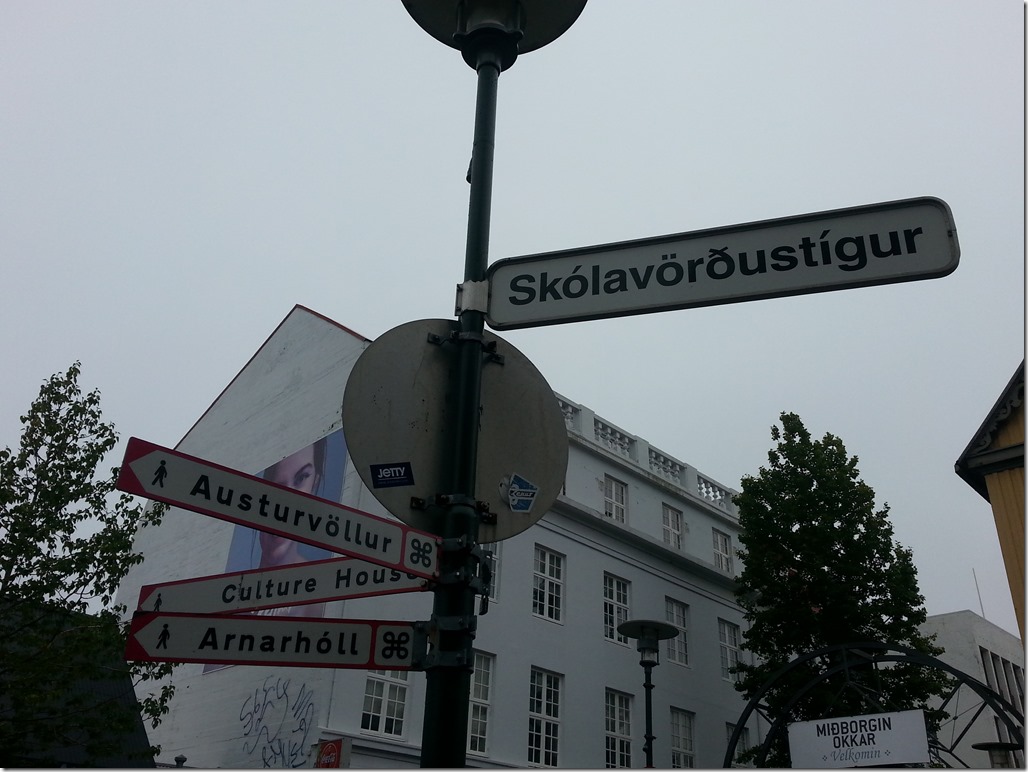 Skólavörðustígur
JETTY
Austurvöllur
Culture House
Arnarhóll
MIÐBORGIN
OKKAR
Velkomin